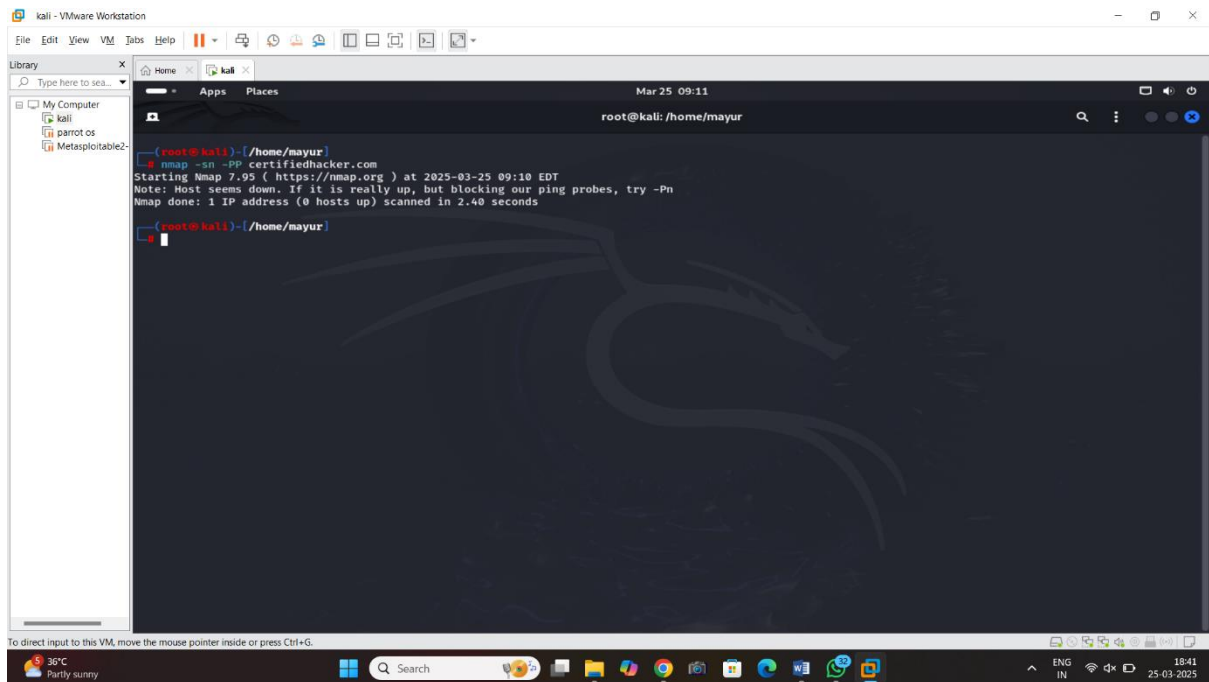 kali - VMware Workstation
File Edit View VM Tabs Help
Library X
Home kali
Type here to sea...
Apps Places Mar 25 09:11
My Computer
kali
parrot os
Metasploitable2-
root@kali: /home/mayur
(root㉿kali)-[/home/mayur]
# nmap -sn -PP certifiedhacker.com
Starting Nmap 7.95 ( https://nmap.org ) at 2025-03-25 09:10 EDT
Note: Host seems down. If it is really up, but blocking our ping probes, try -Pn
Nmap done: 1 IP address (0 hosts up) scanned in 2.40 seconds
(root㉿kali)-[/home/mayur]
#
To direct input to this VM, move the mouse pointer inside or press Ctrl+G.
5
36°C
Partly sunny
Search
32
ENG
IN
18:41
25-03-2025